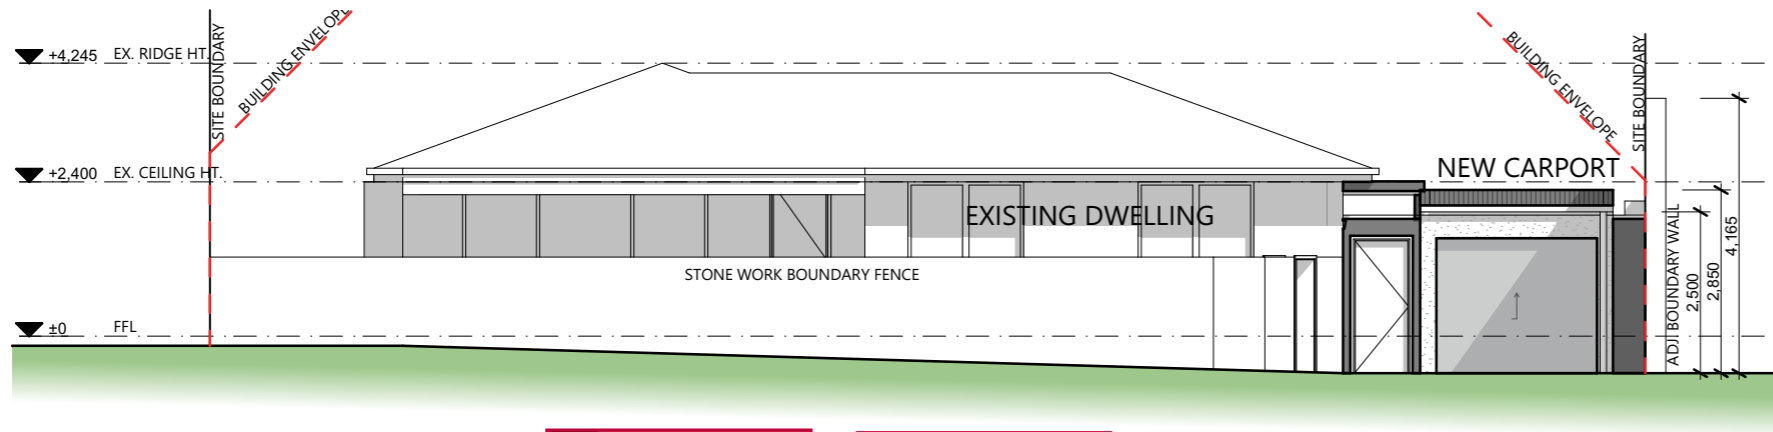 +4,245 EX. RIDGE HT.
SITE BOUNDARY
BUILDING ENVELOPE
BUILDING ENVELOPE
SITE BOUNDARY
+2,400 EX. CEILING HT.
NEW CARPORT
EXISTING DWELLING
STONE WORK BOUNDARY FENCE
±0 FFL
ADJ BOUNDARY WALL
2,500
2,850
4,165